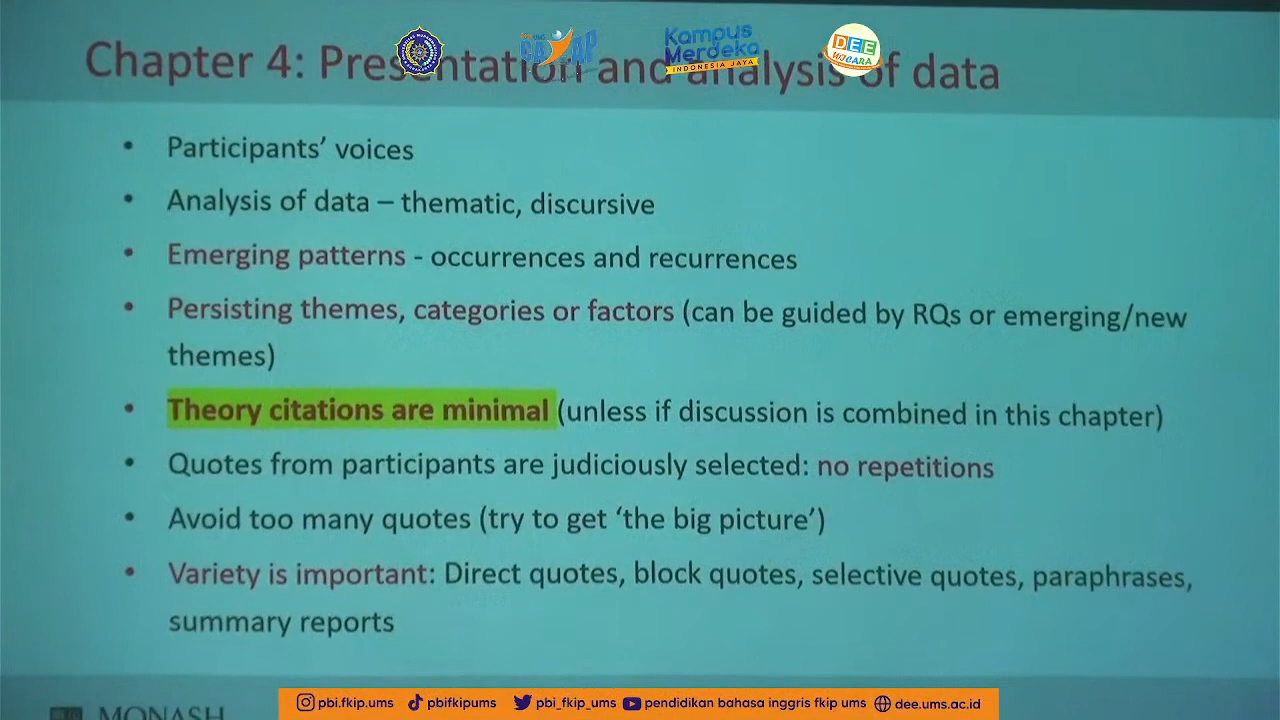 Kampus
Merdeka
INDONESIA JAYA
DEE
WICARA
Chapter 4: Presentation and analysis of data
• Participants’ voices
• Analysis of data – thematic, discursive
• Emerging patterns - occurrences and recurrences
• Persisting themes, categories or factors (can be guided by RQs or emerging/new
themes)
• Theory citations are minimal (unless if discussion is combined in this chapter)
• Quotes from participants are judiciously selected: no repetitions
• Avoid too many quotes (try to get ‘the big picture’)
• Variety is important: Direct quotes, block quotes, selective quotes, paraphrases,
summary reports
MONASH
pbi.fkip.ums pbifkipums pbi_fkip_ums pendidikan bahasa inggris fkip ums dee.ums.ac.id